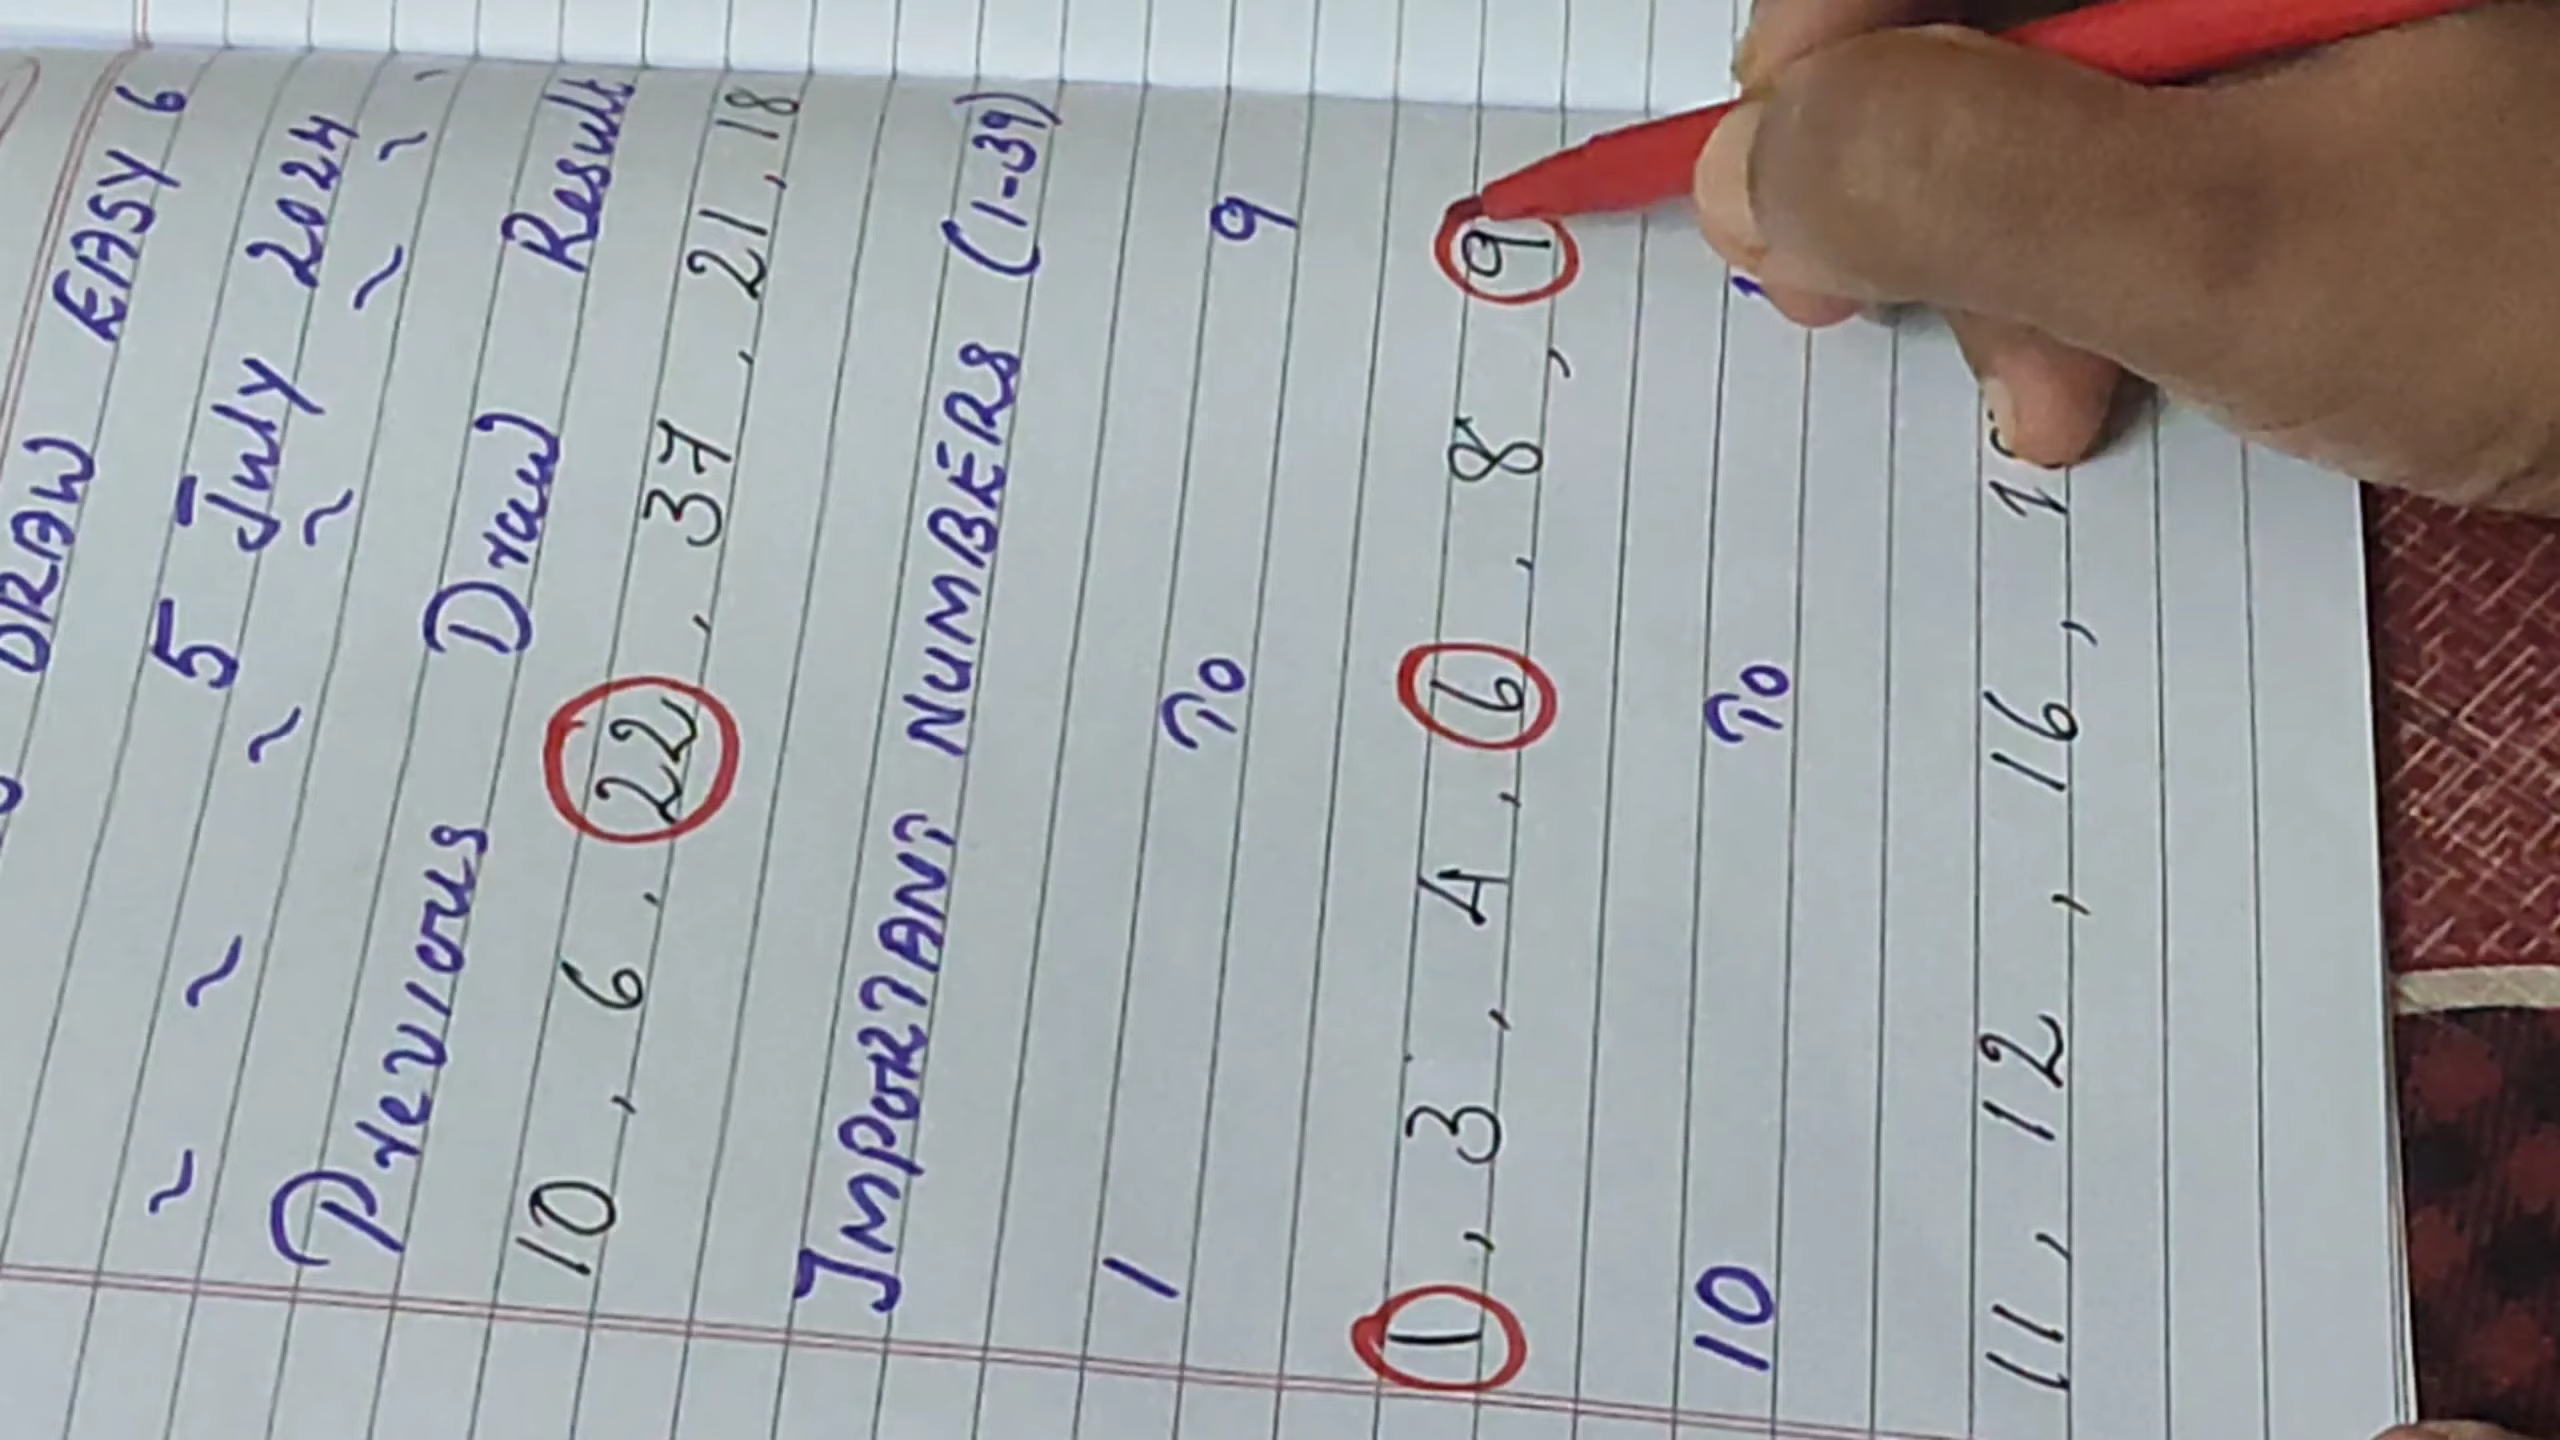 DRAW EASY 6
5 July 2024
~ ~ ~ ~ ~ ~ ~
Previous Draw Result
10, 6, 22, 37, 21, 18
IMPORTANT NUMBERS (1-39)
1 To 9
1, 3, 4, 6, 8, 9
10 To
11, 12, 16,